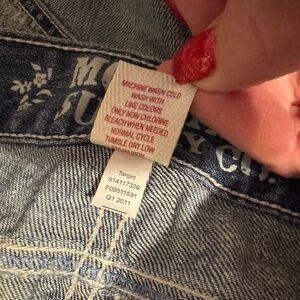 MACHINE WASH COLD
WASH WITH
LIKE COLORS
ONLY NON CHLORINE
BLEACH WHEN NEEDED
NORMAL CYCLE
TUMBLE DRY LOW
Target
014117326
F00011591
Q1 2011